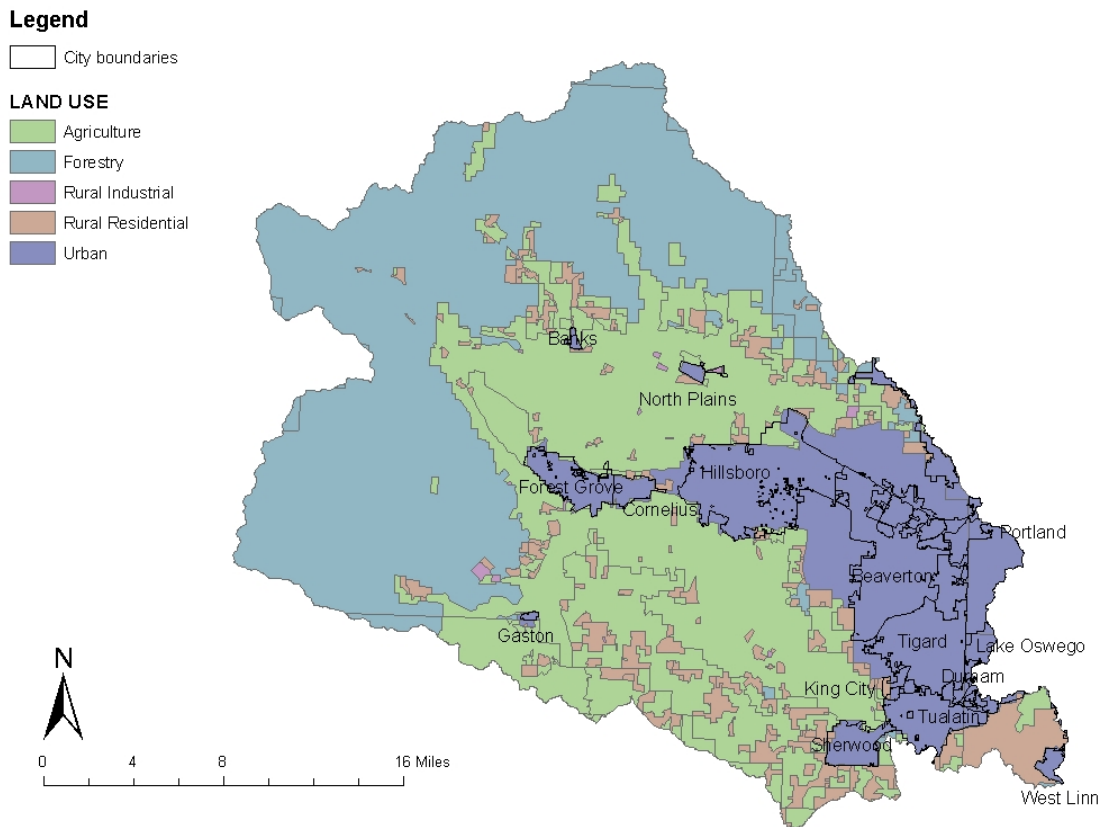 Legend
City boundaries
LAND USE
Agriculture
Forestry
Rural Industrial
Rural Residential
Urban
Banks
North Plains
Hillsboro
Forest Grove
Cornelius
Portland
Beaverton
Gaston
Tigard
Lake Oswego
Durham
King City
Tualatin
Sherwood
West Linn
N
0 4 8 16 Miles